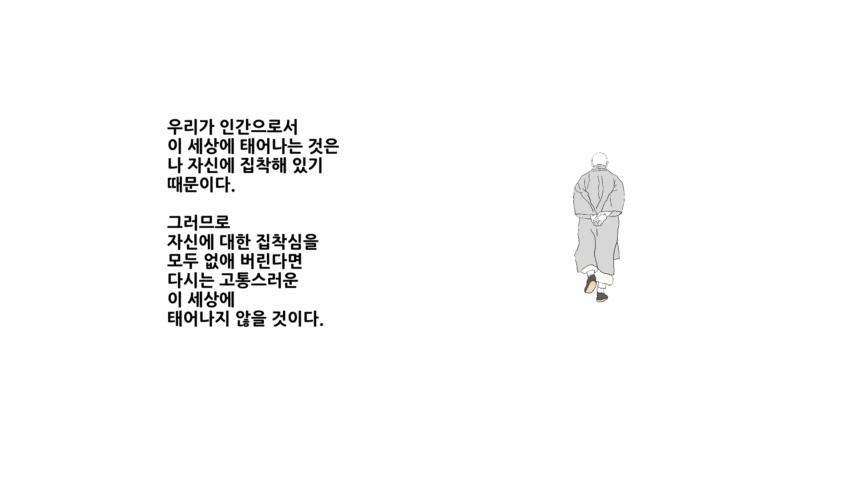 우리가 인간으로서
이 세상에 태어나는 것은
나 자신에 집착해 있기
때문이다.
그러므로
자신에 대한 집착심을
모두 없애 버린다면
다시는 고통스러운
이 세상에
태어나지 않을 것이다.